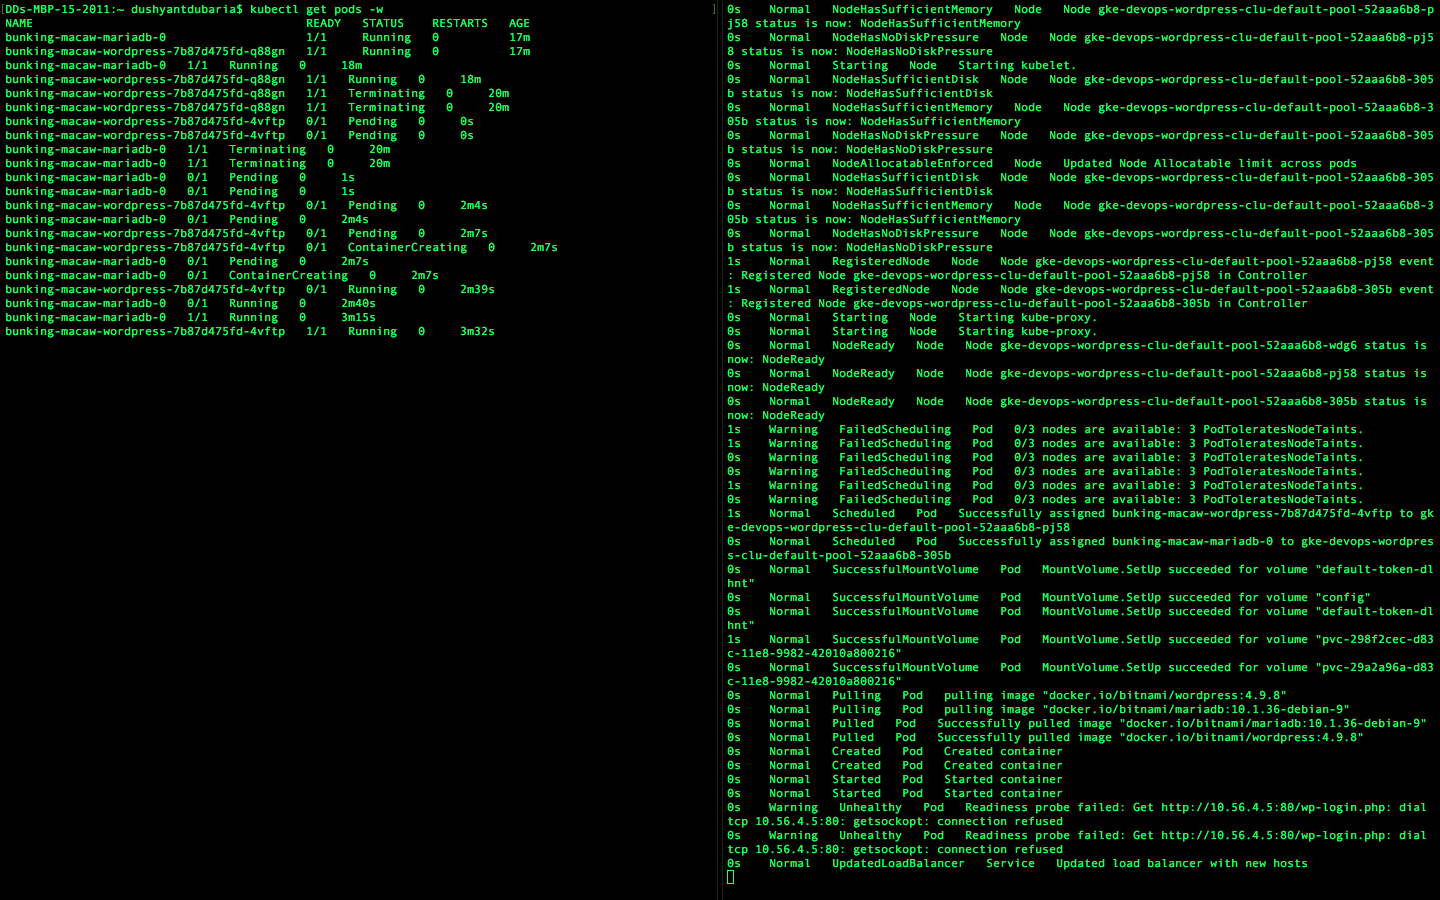 [DDs-MBP-15-2011:~ dushyantdubaria$ kubectl get pods -w ]
NAME READY STATUS RESTARTS AGE
bunking-macaw-mariadb-0 1/1 Running 0 17m
bunking-macaw-wordpress-7b87d475fd-q88gn 1/1 Running 0 17m
bunking-macaw-mariadb-0 1/1 Running 0 18m
bunking-macaw-wordpress-7b87d475fd-q88gn 1/1 Running 0 18m
bunking-macaw-wordpress-7b87d475fd-q88gn 1/1 Terminating 0 20m
bunking-macaw-wordpress-7b87d475fd-q88gn 1/1 Terminating 0 20m
bunking-macaw-wordpress-7b87d475fd-4vftp 0/1 Pending 0 0s
bunking-macaw-wordpress-7b87d475fd-4vftp 0/1 Pending 0 0s
bunking-macaw-mariadb-0 1/1 Terminating 0 20m
bunking-macaw-mariadb-0 1/1 Terminating 0 20m
bunking-macaw-mariadb-0 0/1 Pending 0 1s
bunking-macaw-mariadb-0 0/1 Pending 0 1s
bunking-macaw-wordpress-7b87d475fd-4vftp 0/1 Pending 0 2m4s
bunking-macaw-mariadb-0 0/1 Pending 0 2m4s
bunking-macaw-wordpress-7b87d475fd-4vftp 0/1 Pending 0 2m7s
bunking-macaw-wordpress-7b87d475fd-4vftp 0/1 ContainerCreating 0 2m7s
bunking-macaw-mariadb-0 0/1 Pending 0 2m7s
bunking-macaw-mariadb-0 0/1 ContainerCreating 0 2m7s
bunking-macaw-wordpress-7b87d475fd-4vftp 0/1 Running 0 2m39s
bunking-macaw-mariadb-0 0/1 Running 0 2m40s
bunking-macaw-mariadb-0 1/1 Running 0 3m15s
bunking-macaw-wordpress-7b87d475fd-4vftp 1/1 Running 0 3m32s
0s Normal NodeHasSufficientMemory Node Node gke-devops-wordpress-clu-default-pool-52aaa6b8-p
j58 status is now: NodeHasSufficientMemory
0s Normal NodeHasNoDiskPressure Node Node gke-devops-wordpress-clu-default-pool-52aaa6b8-pj5
8 status is now: NodeHasNoDiskPressure
0s Normal Starting Node Starting kubelet.
0s Normal NodeHasSufficientDisk Node Node gke-devops-wordpress-clu-default-pool-52aaa6b8-305
b status is now: NodeHasSufficientDisk
0s Normal NodeHasSufficientMemory Node Node gke-devops-wordpress-clu-default-pool-52aaa6b8-3
05b status is now: NodeHasSufficientMemory
0s Normal NodeHasNoDiskPressure Node Node gke-devops-wordpress-clu-default-pool-52aaa6b8-305
b status is now: NodeHasNoDiskPressure
0s Normal NodeAllocatableEnforced Node Updated Node Allocatable limit across pods
0s Normal NodeHasSufficientDisk Node Node gke-devops-wordpress-clu-default-pool-52aaa6b8-305
b status is now: NodeHasSufficientDisk
0s Normal NodeHasSufficientMemory Node Node gke-devops-wordpress-clu-default-pool-52aaa6b8-3
05b status is now: NodeHasSufficientMemory
0s Normal NodeHasNoDiskPressure Node Node gke-devops-wordpress-clu-default-pool-52aaa6b8-305
b status is now: NodeHasNoDiskPressure
1s Normal RegisteredNode Node Node gke-devops-wordpress-clu-default-pool-52aaa6b8-pj58 event
: Registered Node gke-devops-wordpress-clu-default-pool-52aaa6b8-pj58 in Controller
1s Normal RegisteredNode Node Node gke-devops-wordpress-clu-default-pool-52aaa6b8-305b event
: Registered Node gke-devops-wordpress-clu-default-pool-52aaa6b8-305b in Controller
0s Normal Starting Node Starting kube-proxy.
0s Normal Starting Node Starting kube-proxy.
0s Normal NodeReady Node Node gke-devops-wordpress-clu-default-pool-52aaa6b8-wdg6 status is
now: NodeReady
0s Normal NodeReady Node Node gke-devops-wordpress-clu-default-pool-52aaa6b8-pj58 status is
now: NodeReady
0s Normal NodeReady Node Node gke-devops-wordpress-clu-default-pool-52aaa6b8-305b status is
now: NodeReady
1s Warning FailedScheduling Pod 0/3 nodes are available: 3 PodToleratesNodeTaints.
1s Warning FailedScheduling Pod 0/3 nodes are available: 3 PodToleratesNodeTaints.
0s Warning FailedScheduling Pod 0/3 nodes are available: 3 PodToleratesNodeTaints.
0s Warning FailedScheduling Pod 0/3 nodes are available: 3 PodToleratesNodeTaints.
1s Warning FailedScheduling Pod 0/3 nodes are available: 3 PodToleratesNodeTaints.
0s Warning FailedScheduling Pod 0/3 nodes are available: 3 PodToleratesNodeTaints.
1s Normal Scheduled Pod Successfully assigned bunking-macaw-wordpress-7b87d475fd-4vftp to gk
e-devops-wordpress-clu-default-pool-52aaa6b8-pj58
0s Normal Scheduled Pod Successfully assigned bunking-macaw-mariadb-0 to gke-devops-wordpres
s-clu-default-pool-52aaa6b8-305b
0s Normal SuccessfulMountVolume Pod MountVolume.SetUp succeeded for volume "default-token-dl
hnt"
0s Normal SuccessfulMountVolume Pod MountVolume.SetUp succeeded for volume "config"
0s Normal SuccessfulMountVolume Pod MountVolume.SetUp succeeded for volume "default-token-dl
hnt"
1s Normal SuccessfulMountVolume Pod MountVolume.SetUp succeeded for volume "pvc-298f2cec-d83
c-11e8-9982-42010a800216"
0s Normal SuccessfulMountVolume Pod MountVolume.SetUp succeeded for volume "pvc-29a2a96a-d83
c-11e8-9982-42010a800216"
0s Normal Pulling Pod pulling image "docker.io/bitnami/wordpress:4.9.8"
0s Normal Pulling Pod pulling image "docker.io/bitnami/mariadb:10.1.36-debian-9"
0s Normal Pulled Pod Successfully pulled image "docker.io/bitnami/mariadb:10.1.36-debian-9"
0s Normal Pulled Pod Successfully pulled image "docker.io/bitnami/wordpress:4.9.8"
0s Normal Created Pod Created container
0s Normal Created Pod Created container
0s Normal Started Pod Started container
0s Normal Started Pod Started container
0s Warning Unhealthy Pod Readiness probe failed: Get http://10.56.4.5:80/wp-login.php: dial
tcp 10.56.4.5:80: getsockopt: connection refused
0s Warning Unhealthy Pod Readiness probe failed: Get http://10.56.4.5:80/wp-login.php: dial
tcp 10.56.4.5:80: getsockopt: connection refused
0s Normal UpdatedLoadBalancer Service Updated load balancer with new hosts